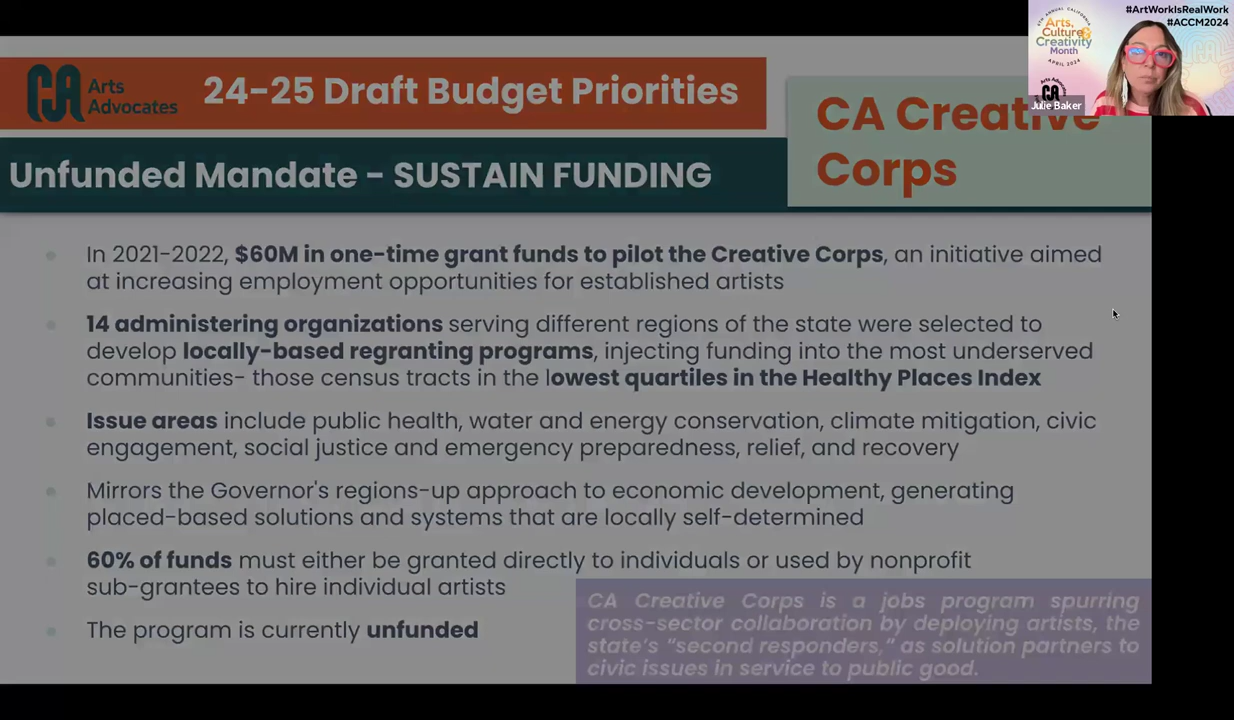 #ArtWorkIsRealWork
#ACCM2024
Arts,
Culture &
Creativity
Month
APRIL 2024
Julie Baker
CA Arts
Advocates
24-25 Draft Budget Priorities
CA Creative
Corps
Unfunded Mandate - SUSTAIN FUNDING
In 2021-2022, $60M in one-time grant funds to pilot the Creative Corps, an initiative aimed
at increasing employment opportunities for established artists
14 administering organizations serving different regions of the state were selected to
develop locally-based regranting programs, injecting funding into the most underserved
communities- those census tracts in the lowest quartiles in the Healthy Places Index
Issue areas include public health, water and energy conservation, climate mitigation, civic
engagement, social justice and emergency preparedness, relief, and recovery
Mirrors the Governor's regions-up approach to economic development, generating
placed-based solutions and systems that are locally self-determined
60% of funds must either be granted directly to individuals or used by nonprofit
sub-grantees to hire individual artists
The program is currently unfunded
CA Creative Corps is a jobs program spurring
cross-sector collaboration by deploying artists, the
state's "second responders," as solution partners to
civic issues in service to public good.